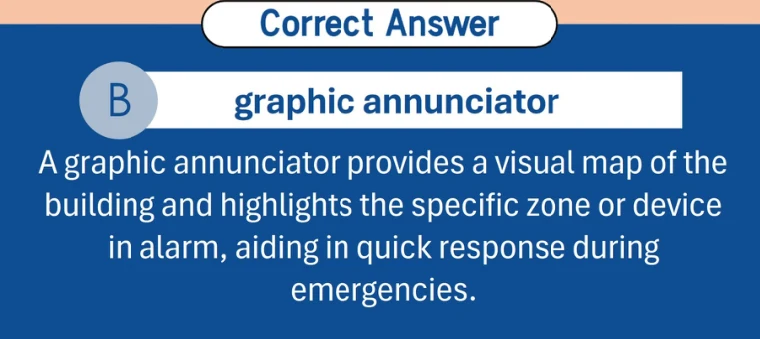 Correct Answer
B
graphic annunciator
A graphic annunciator provides a visual map of the
building and highlights the specific zone or device
in alarm, aiding in quick response during
emergencies.